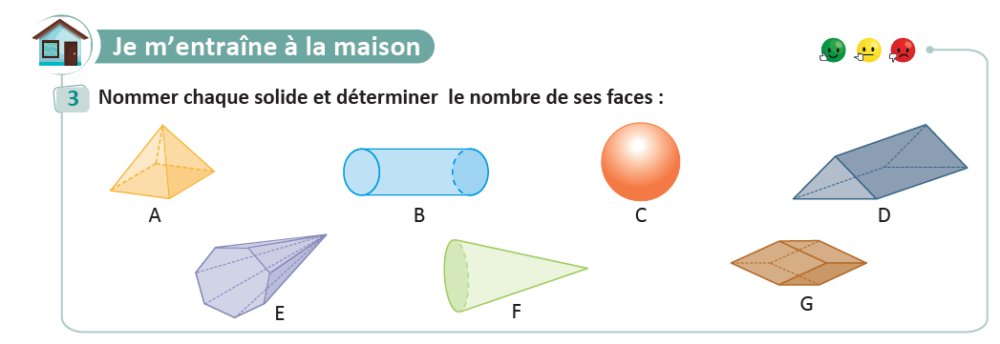 Je m’entraîne à la maison
3 Nommer chaque solide et déterminer le nombre de ses faces :
A
B
C
D
E
F
G